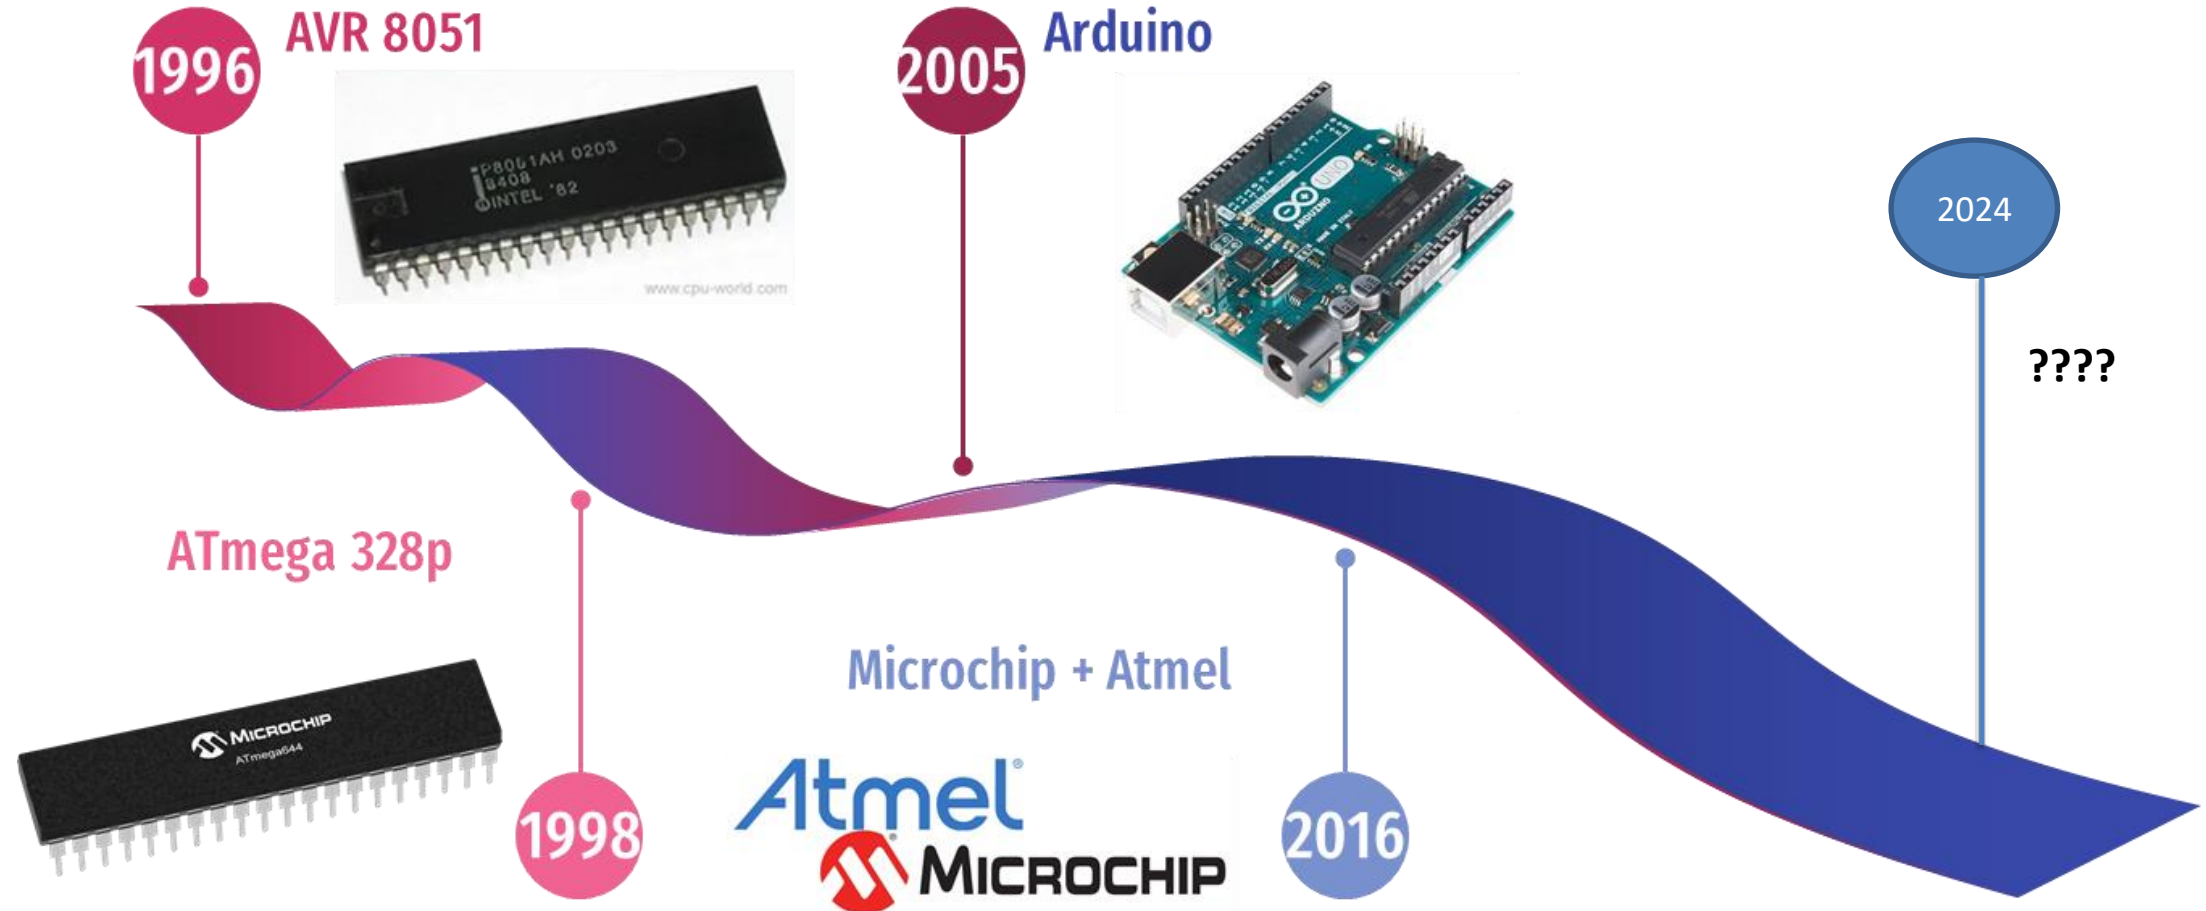 1996
AVR 8051
P8051AH 0203
8408
INTEL '82
www.cpu-world.com
2005
Arduino
UNO
ARDUINO
2024
????
ATmega 328p
MICROCHIP
ATmega644
1998
Microchip + Atmel
Atmel®
MICROCHIP
2016